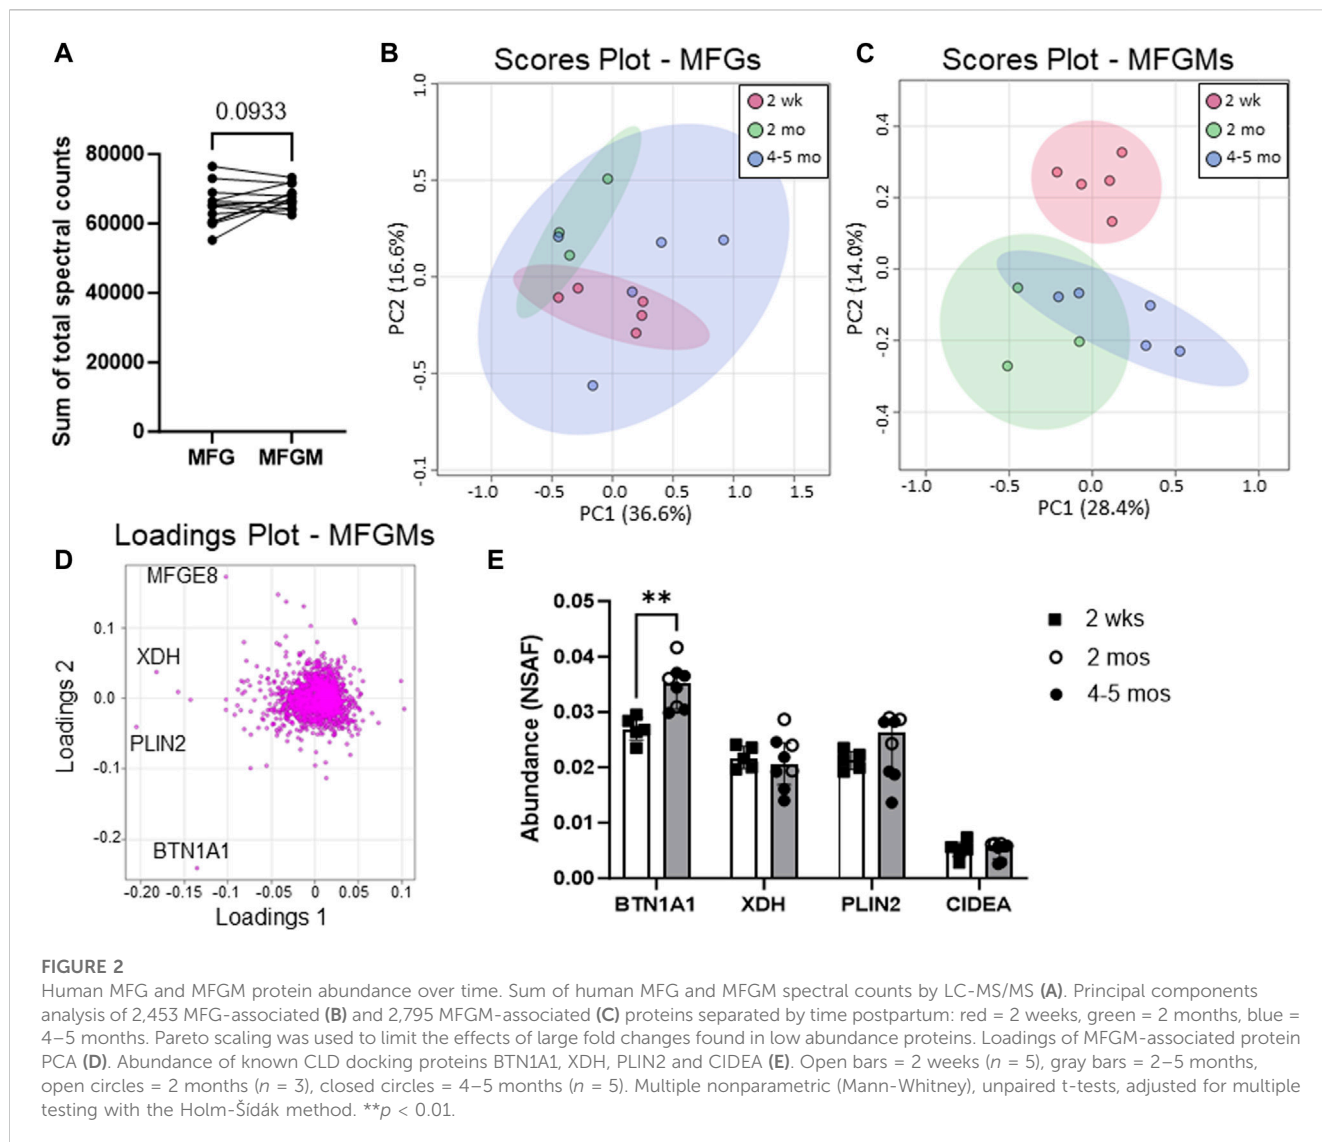 A
0.0933
Sum of total spectral counts
80000
60000
40000
20000
0
MFG MFGM
B
Scores Plot - MFGs
2 wk
2 mo
4-5 mo
PC2 (16.6%)
1.0
0.5
0.0
-0.5
-0.1
-1.0 -0.5 0.0 0.5 1.0 1.5
PC1 (36.6%)
C
Scores Plot - MFGMs
2 wk
2 mo
4-5 mo
PC2 (14.0%)
0.4
0.2
0.0
-0.2
-0.4
-1.0 -0.5 0.0 0.5 1.0
PC1 (28.4%)
D
Loadings Plot - MFGMs
MFGE8
XDH
PLIN2
BTN1A1
Loadings 2
0.1
0.0
-0.1
-0.2
-0.20 -0.15 -0.1 -0.05 0 0.05 0.1
Loadings 1
E
**
Abundance (NSAF)
0.05
0.04
0.03
0.02
0.01
0.00
BTN1A1 XDH PLIN2 CIDEA
2 wks
2 mos
4-5 mos
FIGURE 2
Human MFG and MFGM protein abundance over time. Sum of human MFG and MFGM spectral counts by LC-MS/MS (A). Principal components
analysis of 2,453 MFG-associated (B) and 2,795 MFGM-associated (C) proteins separated by time postpartum: red = 2 weeks, green = 2 months, blue =
4–5 months. Pareto scaling was used to limit the effects of large fold changes found in low abundance proteins. Loadings of MFGM-associated protein
PCA (D). Abundance of known CLD docking proteins BTN1A1, XDH, PLIN2 and CIDEA (E). Open bars = 2 weeks (n = 5), gray bars = 2–5 months,
open circles = 2 months (n = 3), closed circles = 4–5 months (n = 5). Multiple nonparametric (Mann-Whitney), unpaired t-tests, adjusted for multiple
testing with the Holm-Šídák method. **p < 0.01.